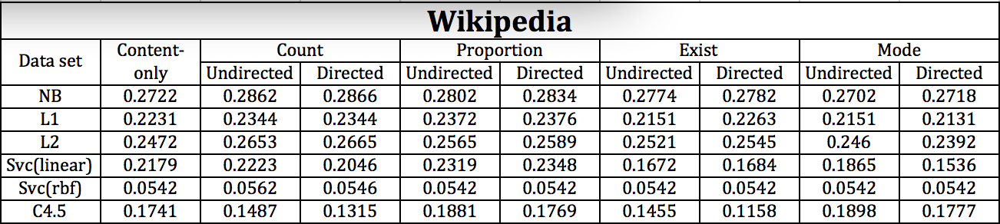 Wikipedia
Data set Content-only Count Proportion Exist Mode
Undirected Directed Undirected Directed Undirected Directed Undirected Directed
NB 0.2722 0.2862 0.2866 0.2802 0.2834 0.2774 0.2782 0.2702 0.2718
L1 0.2231 0.2344 0.2344 0.2372 0.2376 0.2151 0.2263 0.2151 0.2131
L2 0.2472 0.2653 0.2665 0.2565 0.2589 0.2521 0.2545 0.246 0.2392
Svc(linear) 0.2179 0.2223 0.2046 0.2319 0.2348 0.1672 0.1684 0.1865 0.1536
Svc(rbf) 0.0542 0.0562 0.0546 0.0542 0.0542 0.0542 0.0542 0.0542 0.0542
C4.5 0.1741 0.1487 0.1315 0.1881 0.1769 0.1455 0.1158 0.1898 0.1777